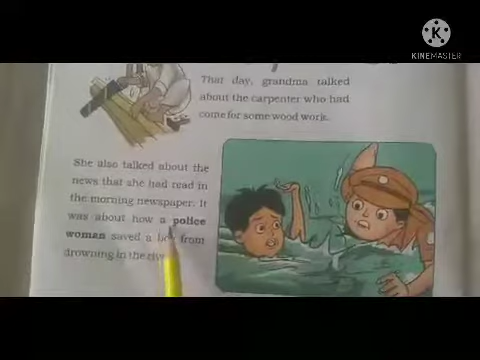 KINEMASTER
That day, grandma talked
about the carpenter who had
come for some wood work.
She also talked about the
news that she had read in
the morning newspaper. It
was about how a police
woman saved a boy from
drowning in the